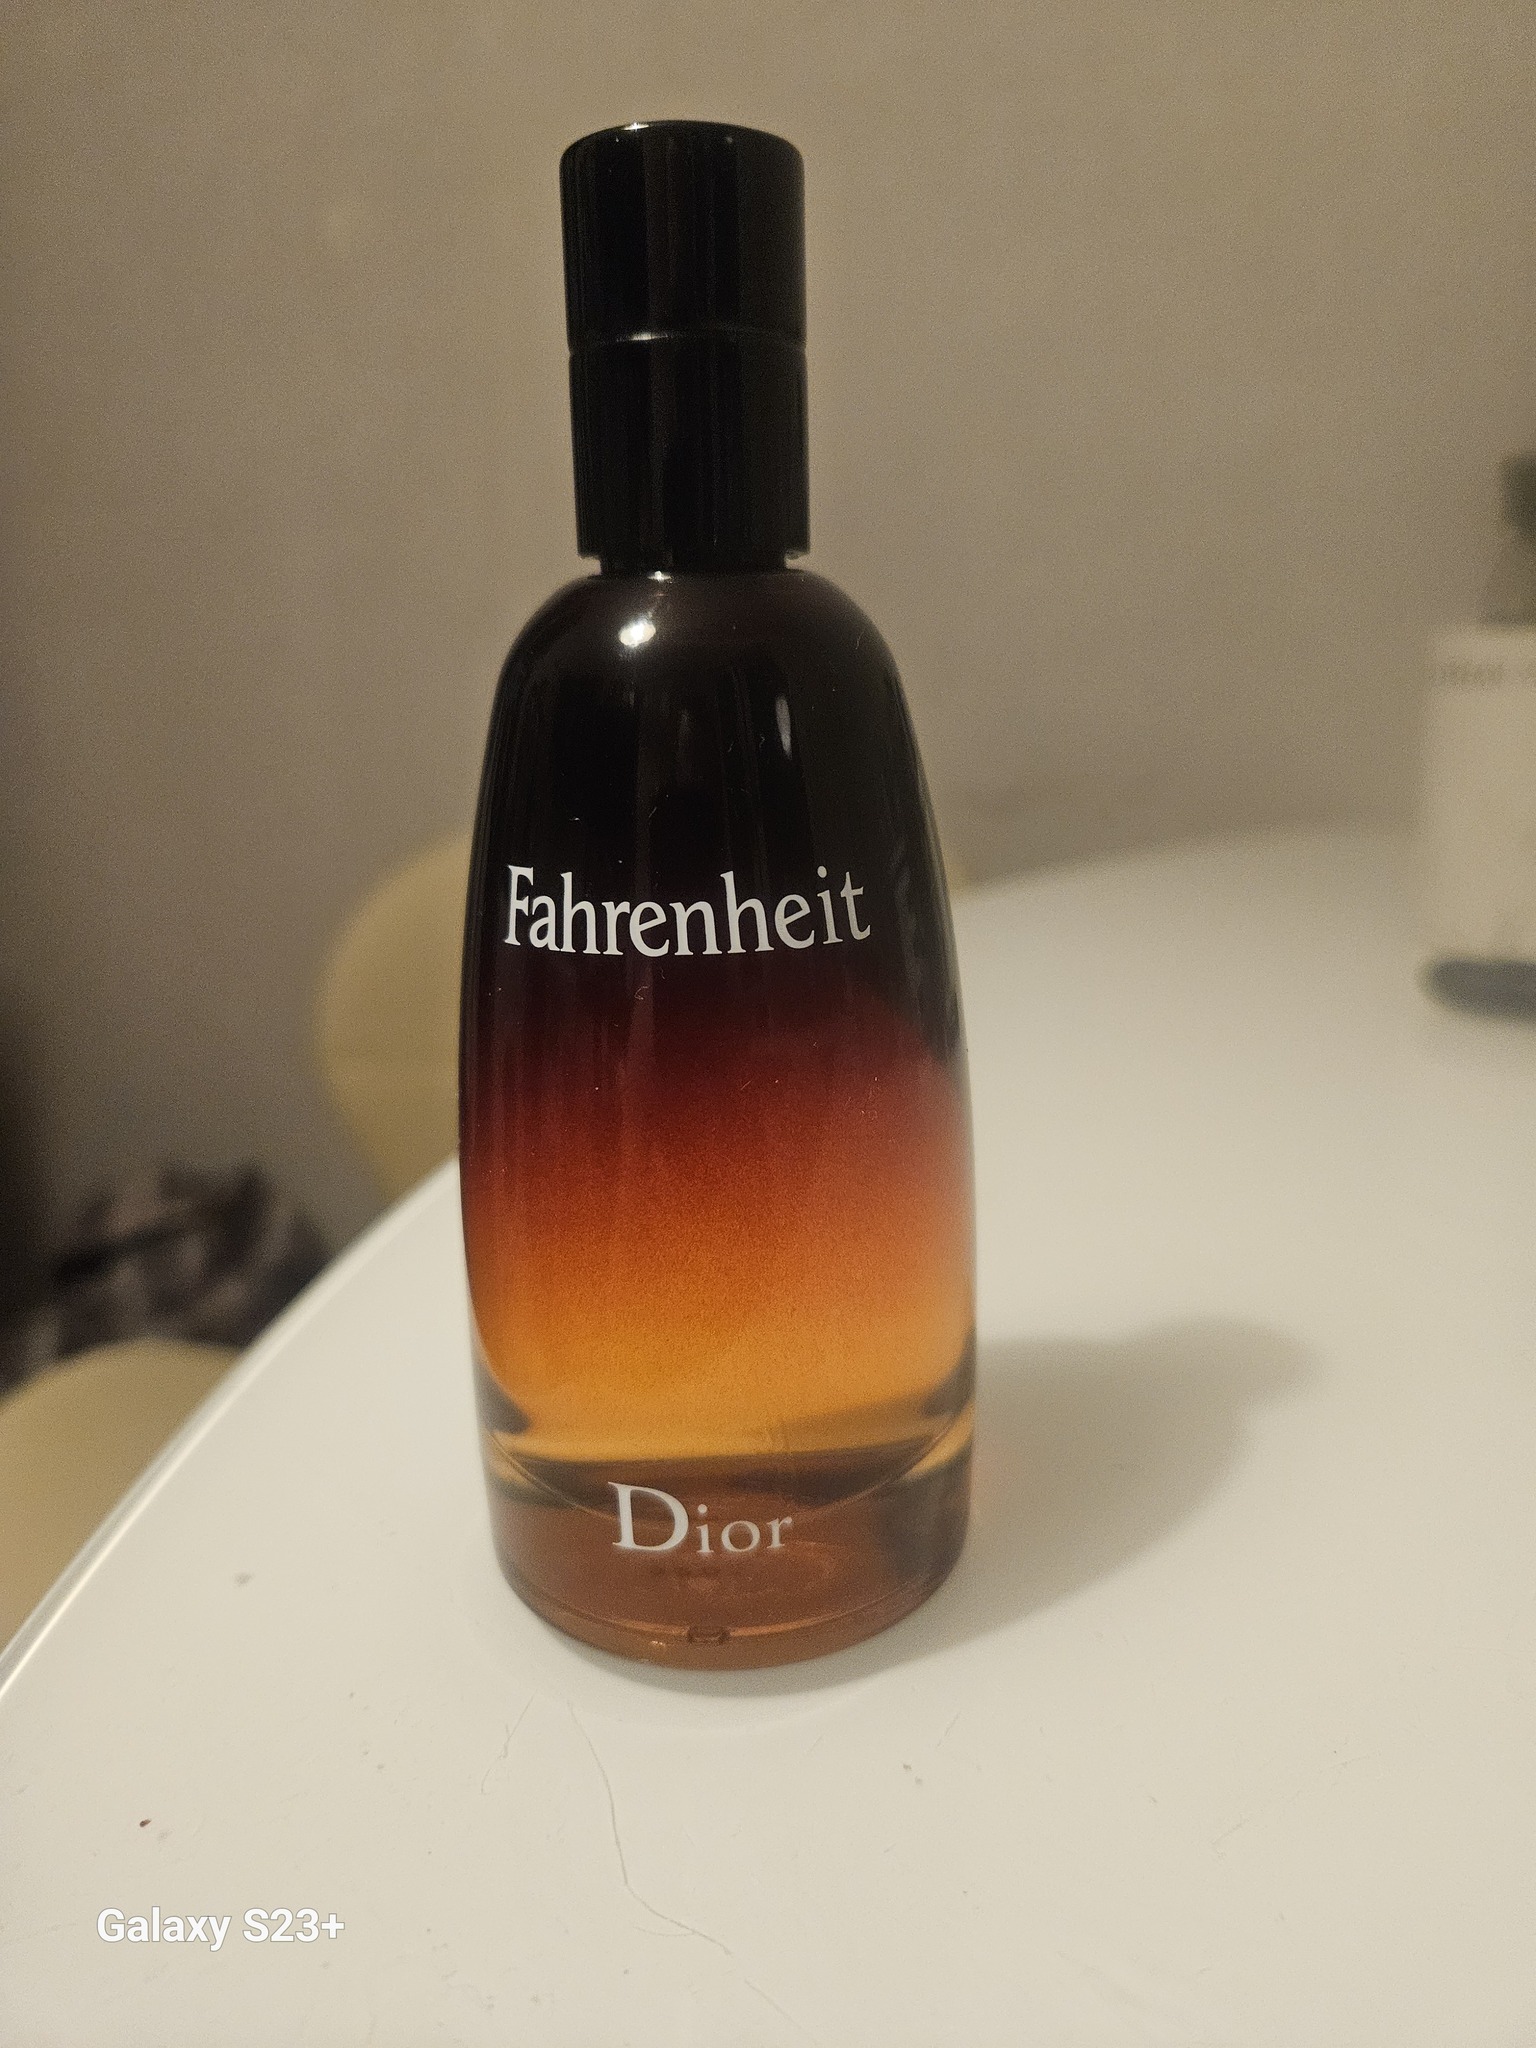 Fahrenheit
Dior
Galaxy S23+